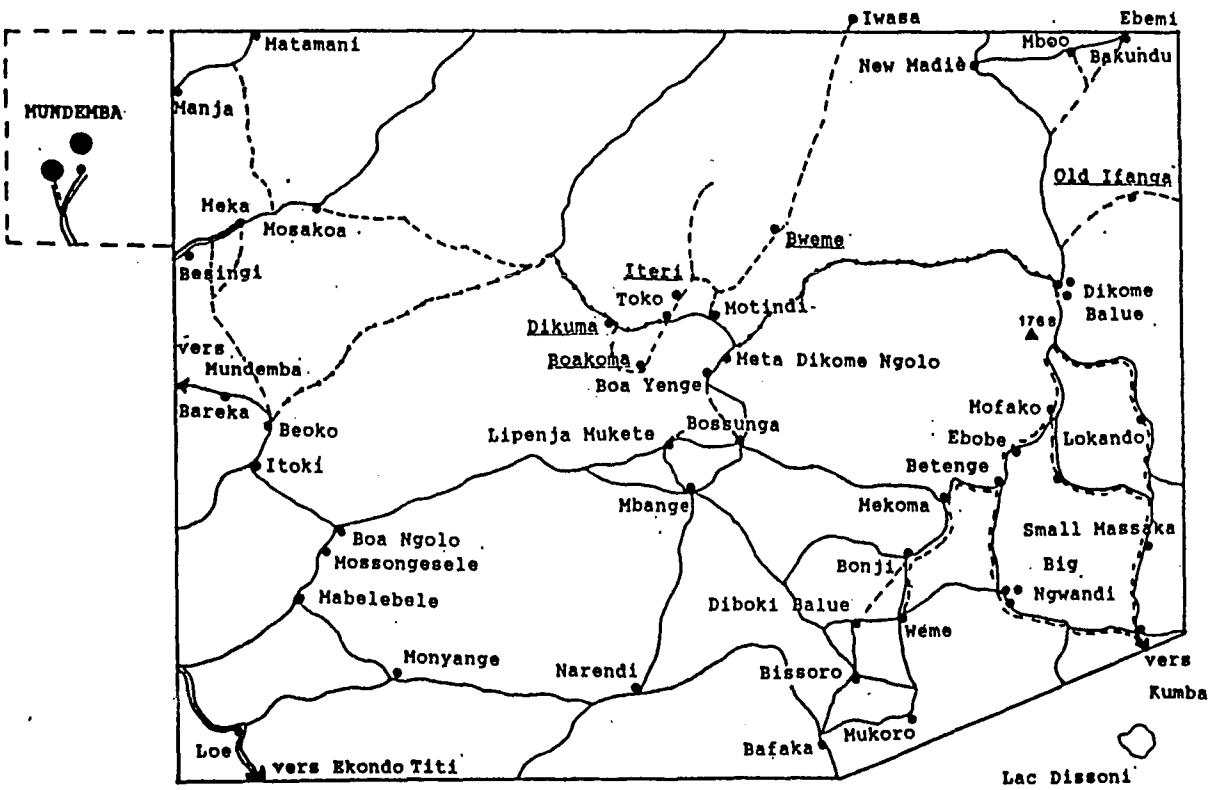 Iwasa
Ebemi
Matamani
Mboo
Bakundu
New Madiè
Manja
MUNDEMBA
Old Ifanga
Meka
Mosakoa
Bweme
Besingi
Iteri
Toko
Motindi
Dikome
Balue
Dikuma
1768
vers
Mundemba
Boakoma
Meta Dikome Ngolo
Boa Yenge
Bareka
Beoko
Mofako
Lipenja Mukete
Bossunga
Ebobe
Lokando
Itoki
Betenge
Mbange
Mekoma
Boa Ngolo
Small Massaka
Mossongesele
Bonji
Big
Ngwandi
Mabelebele
Diboki Balue
Wéme
Monyange
Narendi
Bissoro
vers
Kumba
Loe
Bafaka
Mukoro
vers Ekondo Titi
Lac Dissoni